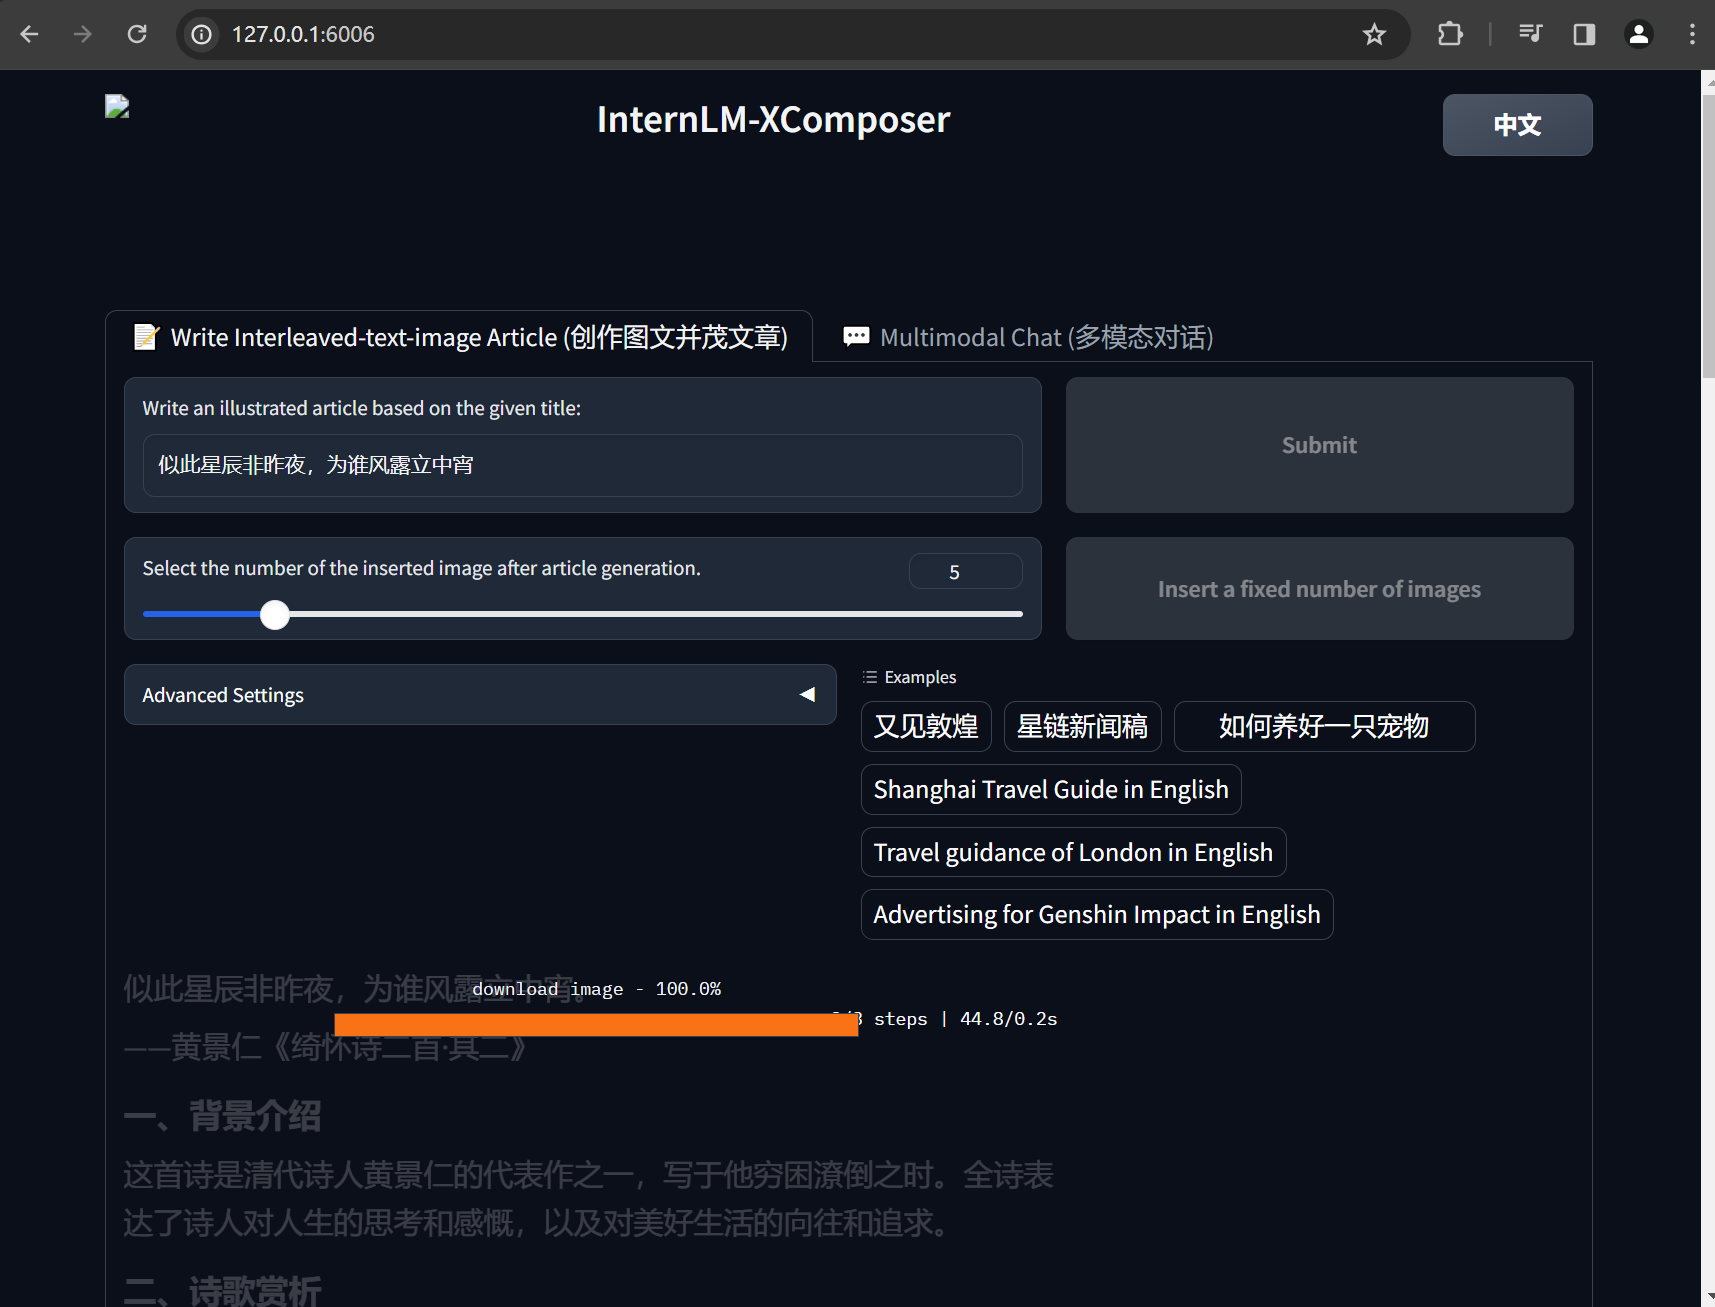 127.0.0.1:6006
InternLM-XComposer
中文
Write Interleaved-text-image Article (创作图文并茂文章)
Multimodal Chat (多模态对话)
Write an illustrated article based on the given title:
似此星辰非昨夜，为谁风露立中宵
Submit
Select the number of the inserted image after article generation.
5
Insert a fixed number of images
Advanced Settings
Examples
又见敦煌
星链新闻稿
如何养好一只宠物
Shanghai Travel Guide in English
Travel guidance of London in English
Advertising for Genshin Impact in English
似此星辰非昨夜，为谁风露立中宵。
download image - 100.0%
/3 steps | 44.8/0.2s
——黄景仁《绮怀诗二首·其二》
一、背景介绍
这首诗是清代诗人黄景仁的代表作之一，写于他穷困潦倒之时。全诗表
达了诗人对人生的思考和感慨，以及对美好生活的向往和追求。
二、诗歌赏析